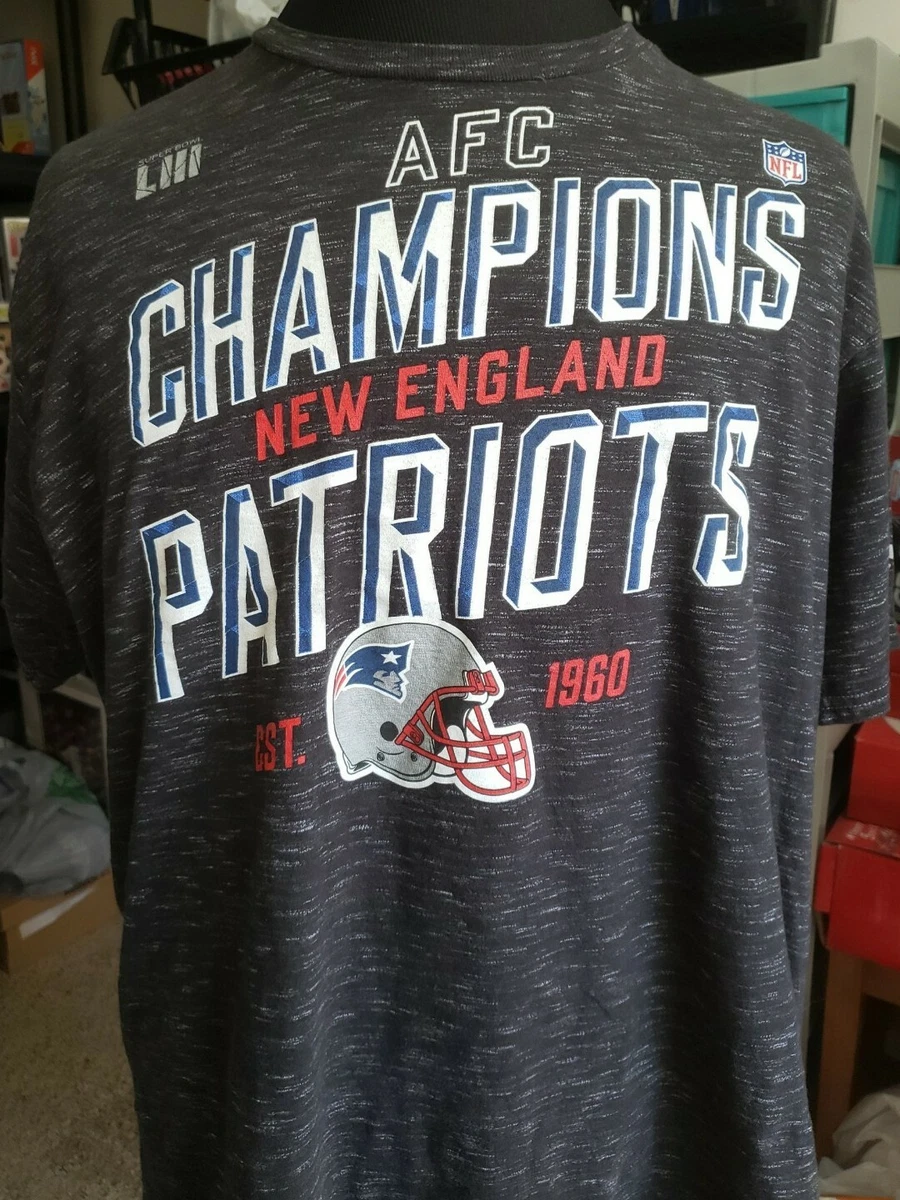 AFC
SUPER BOWL
LIII
NFL
CHAMPIONS
NEW ENGLAND
PATRIOTS
EST.
1960